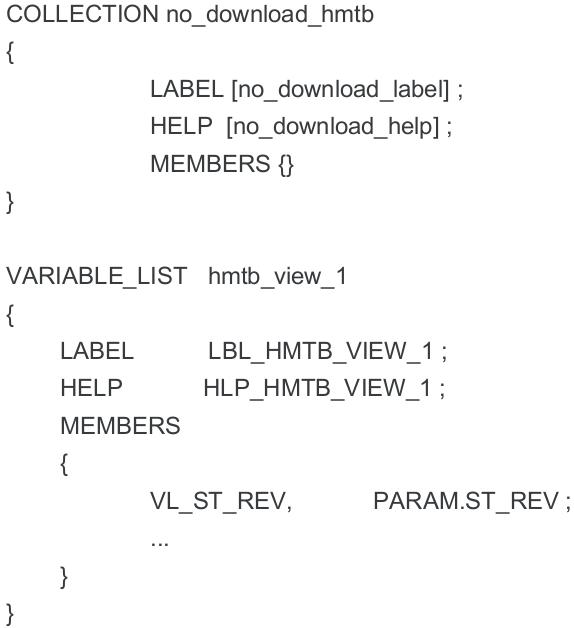 COLLECTION no_download_hmtb
{
LABEL [no_download_label] ;
HELP [no_download_help] ;
MEMBERS {}
}
VARIABLE_LIST hmtb_view_1
{
LABEL LBL_HMTB_VIEW_1 ;
HELP HLP_HMTB_VIEW_1 ;
MEMBERS
{
VL_ST_REV, PARAM.ST_REV ;
...
}
}